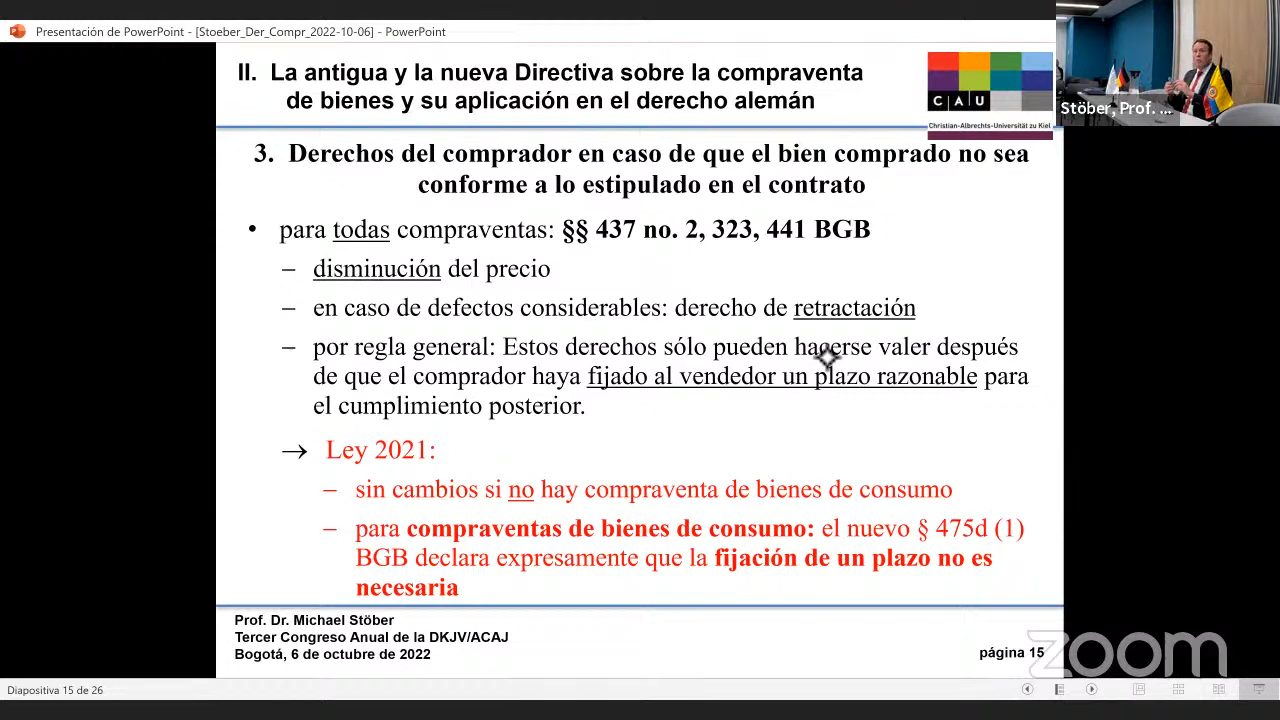 Presentación de PowerPoint - [Stoeber_Der_Compr_2022-10-06] - PowerPoint
II. La antigua y la nueva Directiva sobre la compraventa
de bienes y su aplicación en el derecho alemán
C A U
Christian-Albrechts-Universität zu Kiel
Stöber, Prof. ...
3. Derechos del comprador en caso de que el bien comprado no sea
conforme a lo estipulado en el contrato
• para todas compraventas: §§ 437 no. 2, 323, 441 BGB
– disminución del precio
– en caso de defectos considerables: derecho de retractación
– por regla general: Estos derechos sólo pueden hacerse valer después
de que el comprador haya fijado al vendedor un plazo razonable para
el cumplimiento posterior.
→ Ley 2021:
– sin cambios si no hay compraventa de bienes de consumo
– para compraventas de bienes de consumo: el nuevo § 475d (1)
BGB declara expresamente que la fijación de un plazo no es
necesaria
Prof. Dr. Michael Stöber
Tercer Congreso Anual de la DKJV/ACAJ
Bogotá, 6 de octubre de 2022
página 15
zoom
Diapositiva 15 de 26